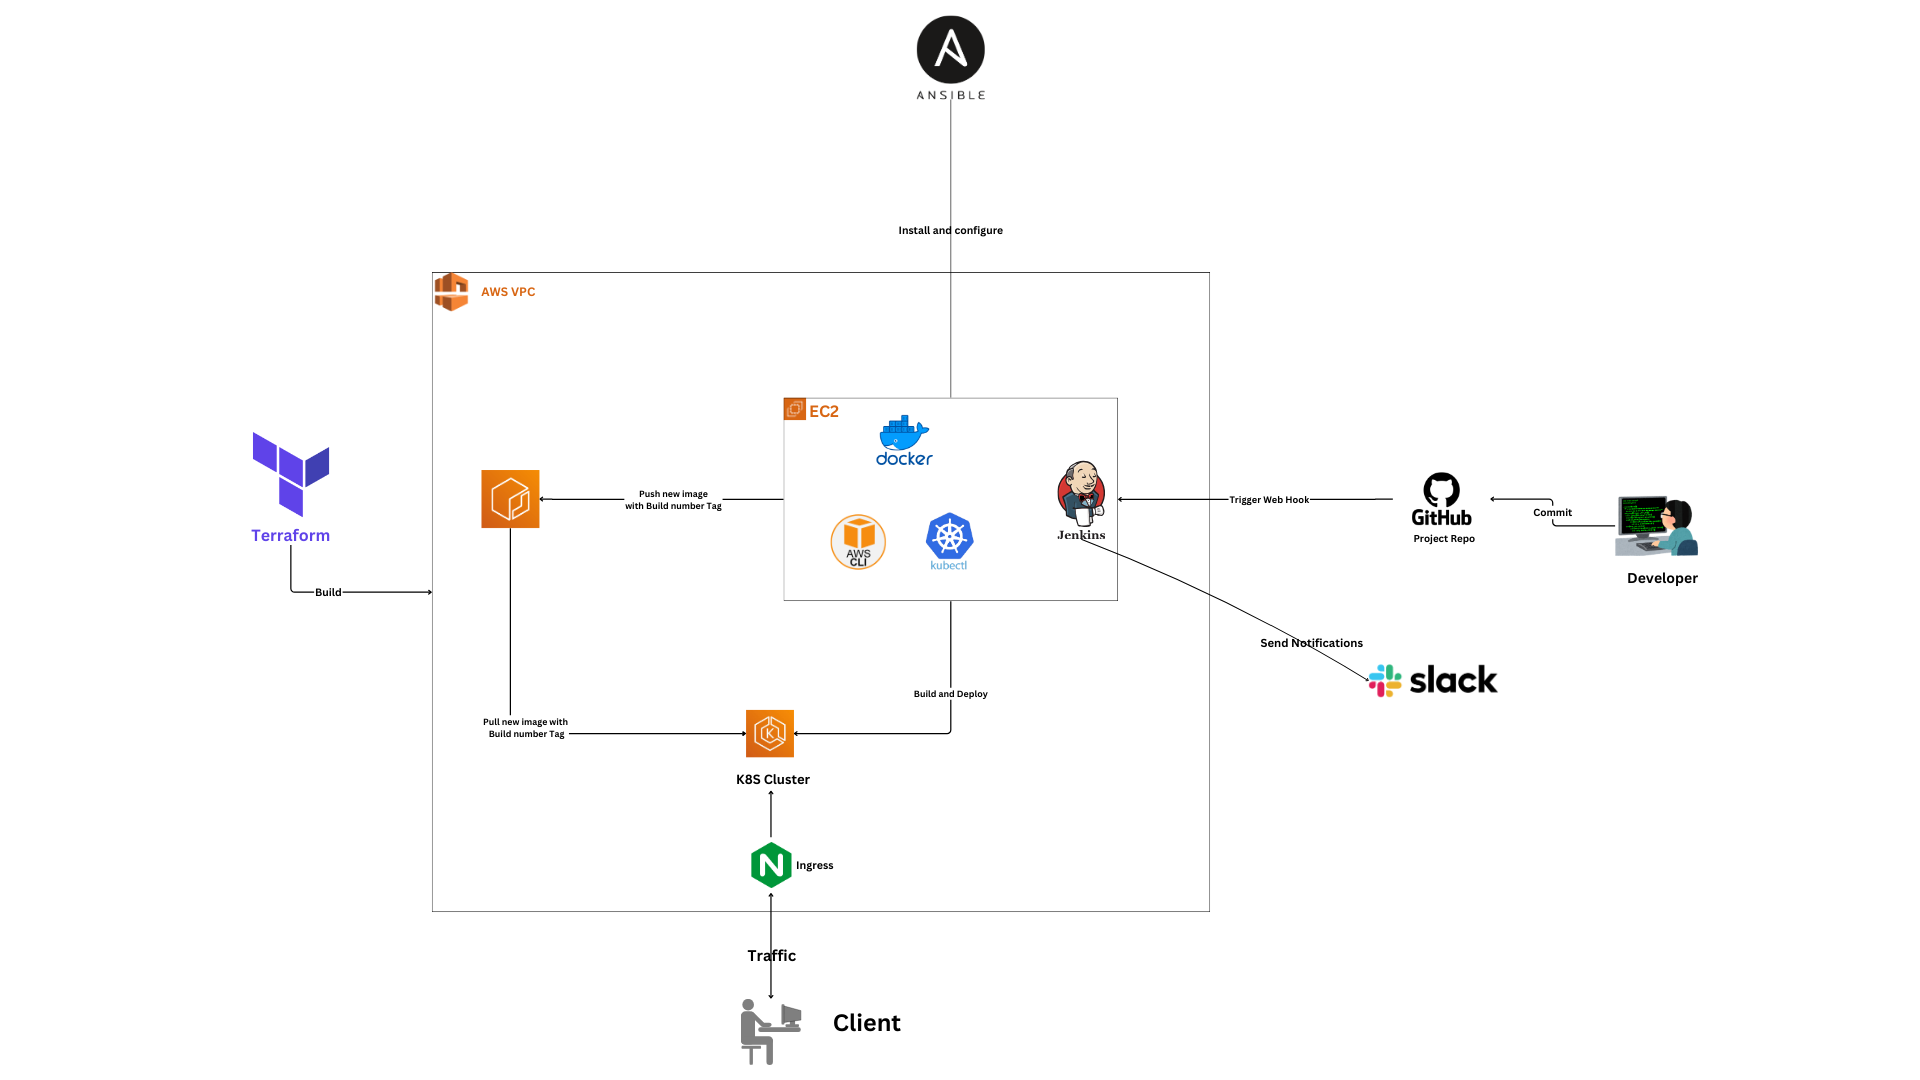 ANSIBLE
Install and configure
AWS VPC
EC2
docker
AWS
CLI
kubectl
Jenkins
Push new image
with Build number Tag
Trigger Web Hook
GitHub
Project Repo
Commit
Developer
Terraform
Build
Send Notifications
slack
Build and Deploy
Pull new image with
Build number Tag
K8S Cluster
Ingress
Traffic
Client